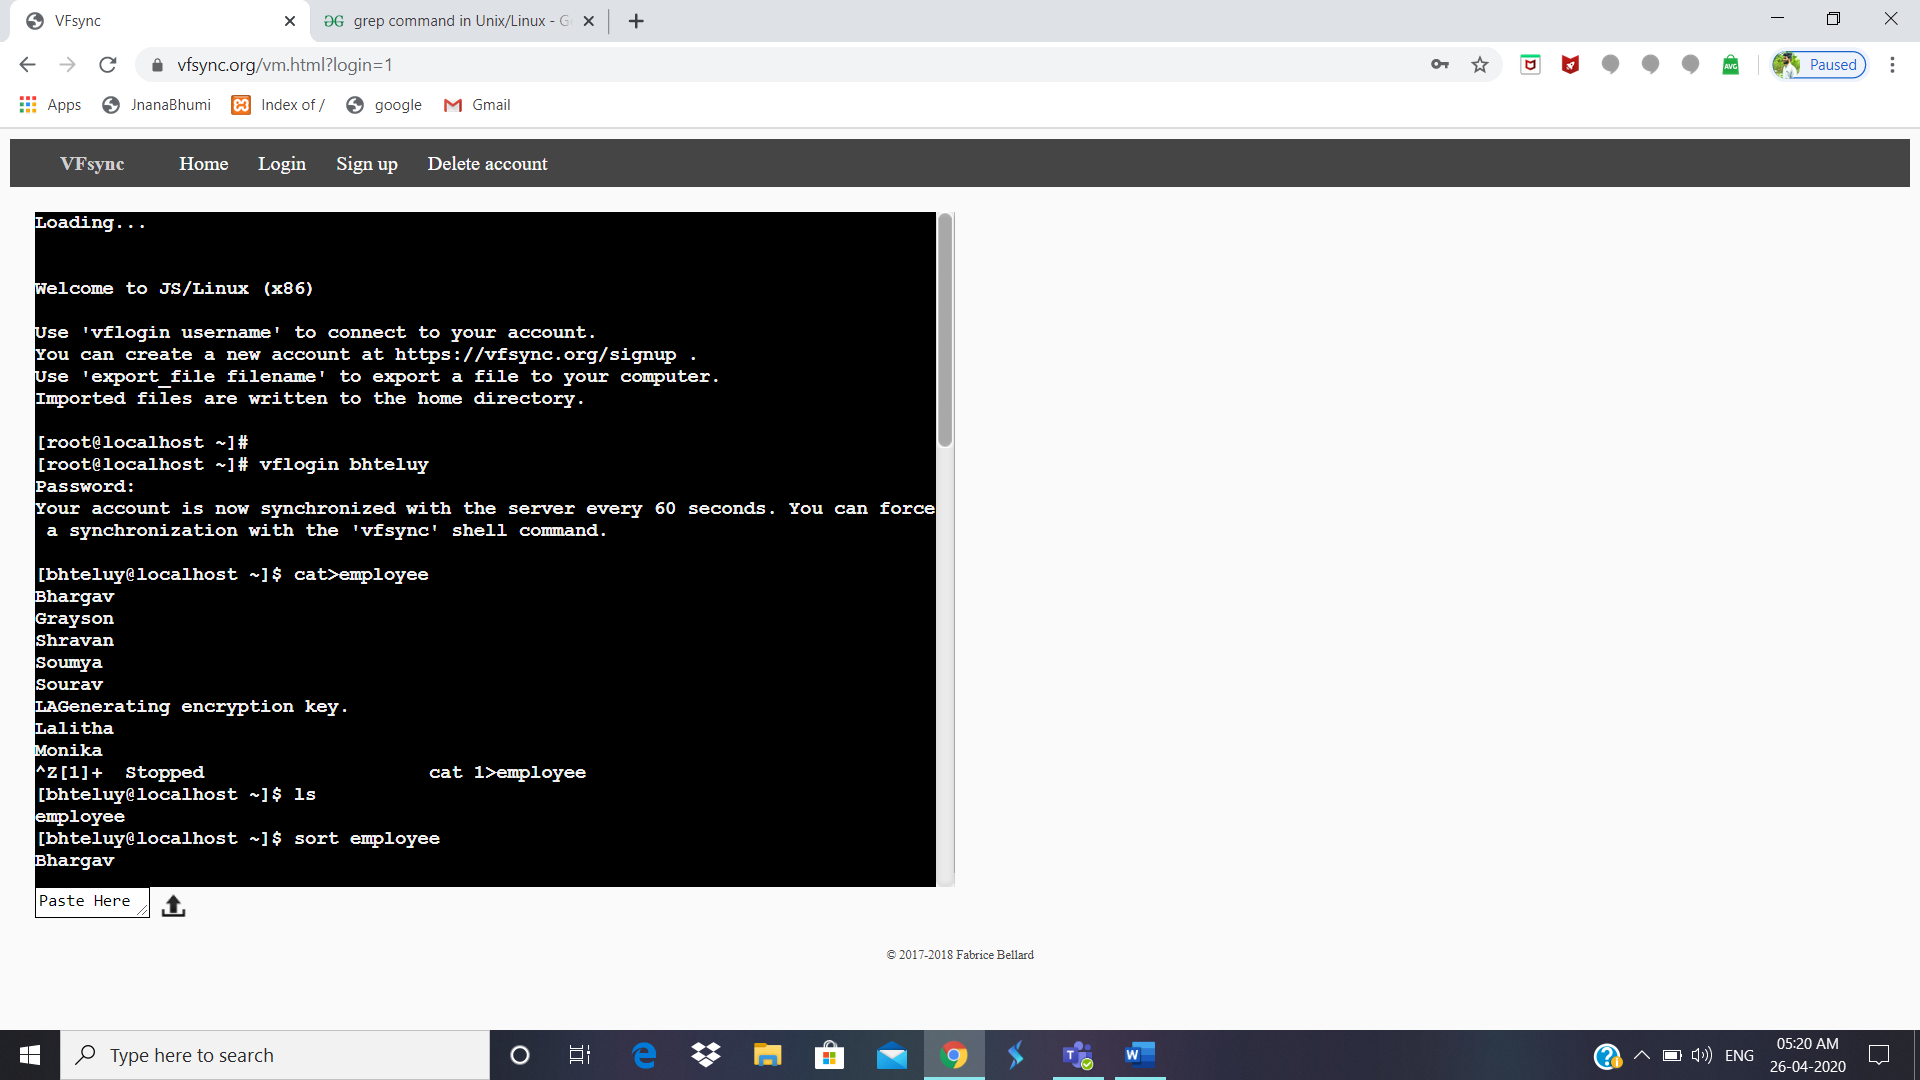 VFsync
grep command in Unix/Linux - G
vfsync.org/vm.html?login=1
Paused
Apps JnanaBhumi Index of / google Gmail
VFsync Home Login Sign up Delete account
Loading...
Welcome to JS/Linux (x86)
Use 'vflogin username' to connect to your account.
You can create a new account at https://vfsync.org/signup .
Use 'export_file filename' to export a file to your computer.
Imported files are written to the home directory.
[root@localhost ~]#
[root@localhost ~]# vflogin bhteluy
Password:
Your account is now synchronized with the server every 60 seconds. You can force
a synchronization with the 'vfsync' shell command.
[bhteluy@localhost ~]$ cat>employee
Bhargav
Grayson
Shravan
Soumya
Sourav
LAGenerating encryption key.
Lalitha
Monika
^Z[1]+  Stopped                    cat 1>employee
[bhteluy@localhost ~]$ ls
employee
[bhteluy@localhost ~]$ sort employee
Bhargav
Paste Here
© 2017-2018 Fabrice Bellard
Type here to search
ENG
05:20 AM
26-04-2020